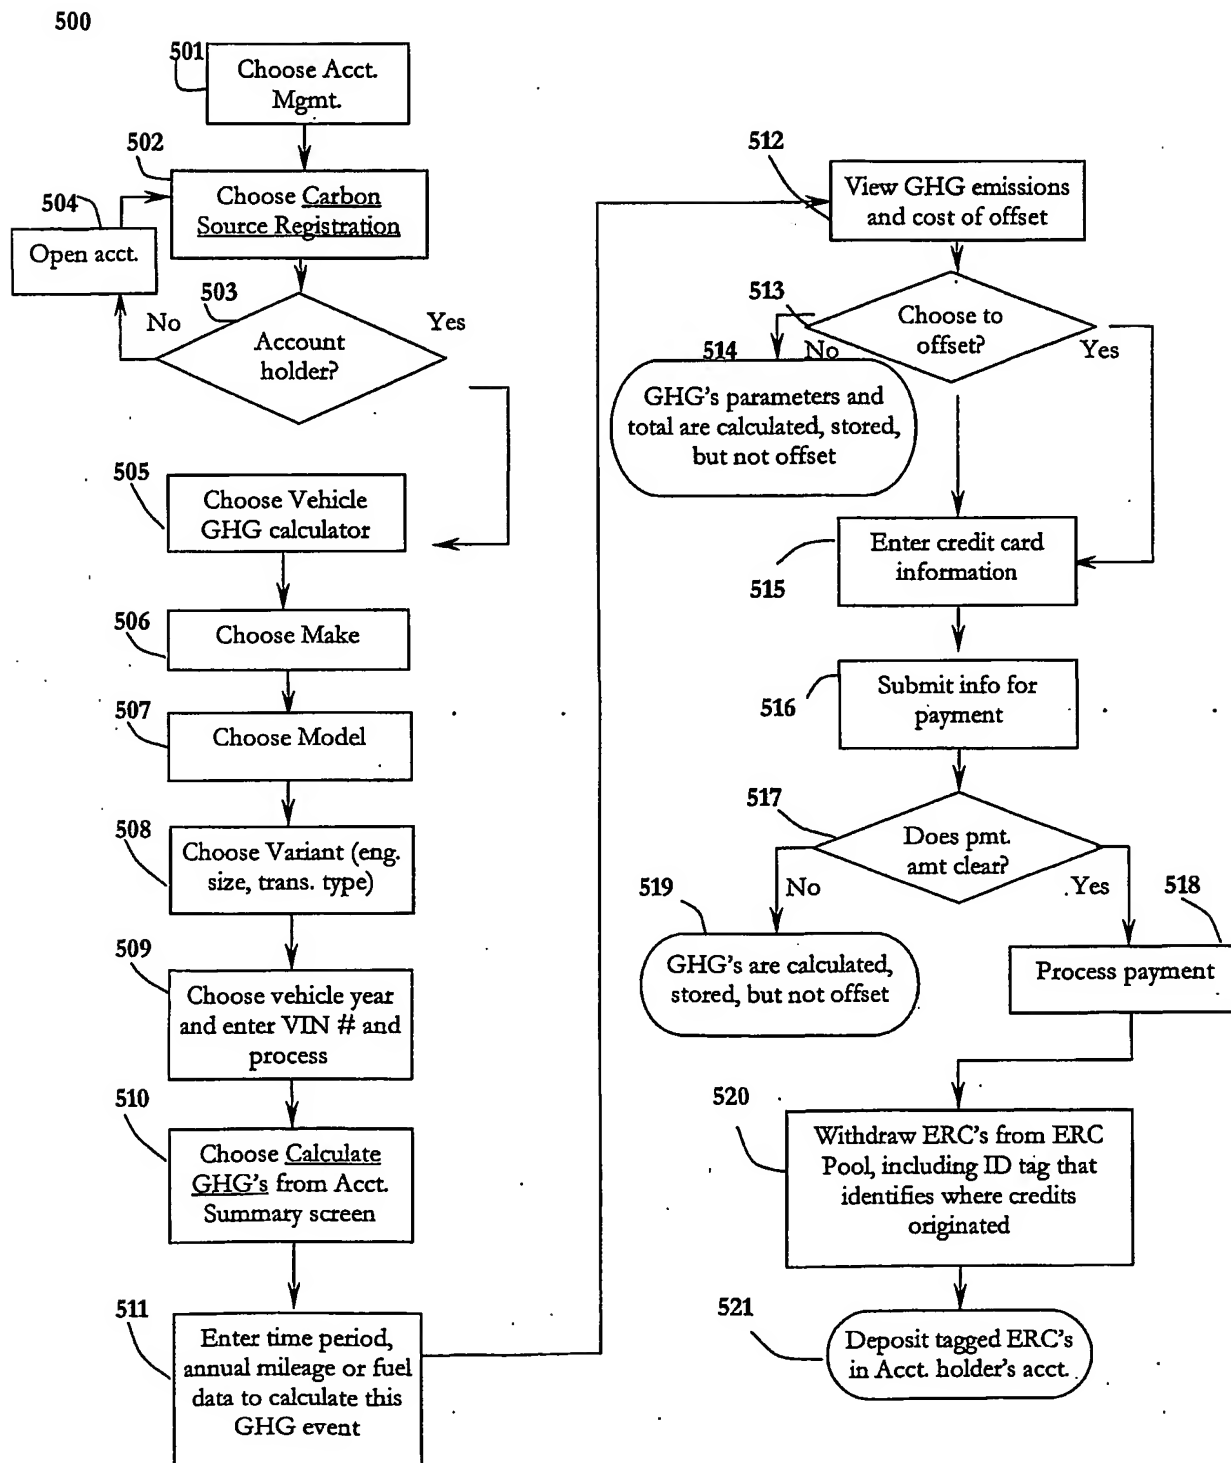 500
501
Choose Acct.
Mgmt.
502
Choose Carbon
Source Registration
504
Open acct.
503
No
Yes
Account
holder?
505
Choose Vehicle
GHG calculator
506
Choose Make
507
Choose Model
508
Choose Variant (eng.
size, trans. type)
509
Choose vehicle year
and enter VIN # and
process
510
Choose Calculate
GHG's from Acct.
Summary screen
511
Enter time period,
annual mileage or fuel
data to calculate this
GHG event
512
View GHG emissions
and cost of offset
513
Choose to
offset?
No
Yes
514
GHG's parameters and
total are calculated, stored,
but not offset
515
Enter credit card
information
516
Submit info for
payment
517
Does pmt.
amt clear?
No
Yes
519
GHG's are calculated,
stored, but not offset
518
Process payment
520
Withdraw ERC's from ERC
Pool, including ID tag that
identifies where credits
originated
521
Deposit tagged ERC's
in Acct. holder's acct.